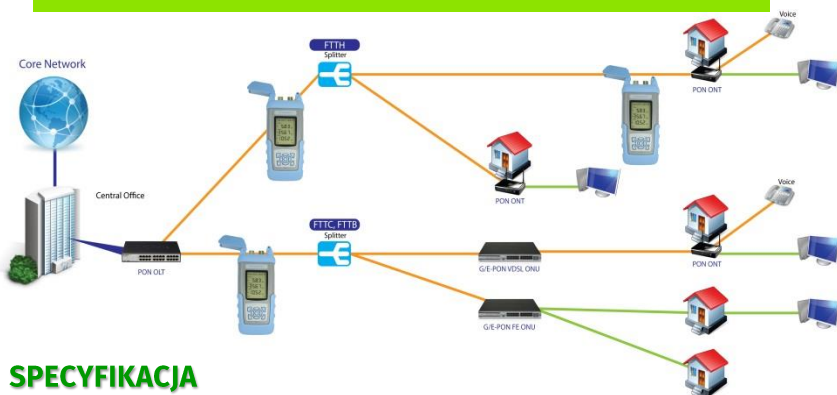 Voice
FTTH
Splitter
Core Network
PON ONT
Central Office
PON ONT
Voice
FTTC, FTTB
Splitter
PON OLT
G/E-PON VDSL ONU
PON ONT
G/E-PON FE ONU
SPECYFIKACJA